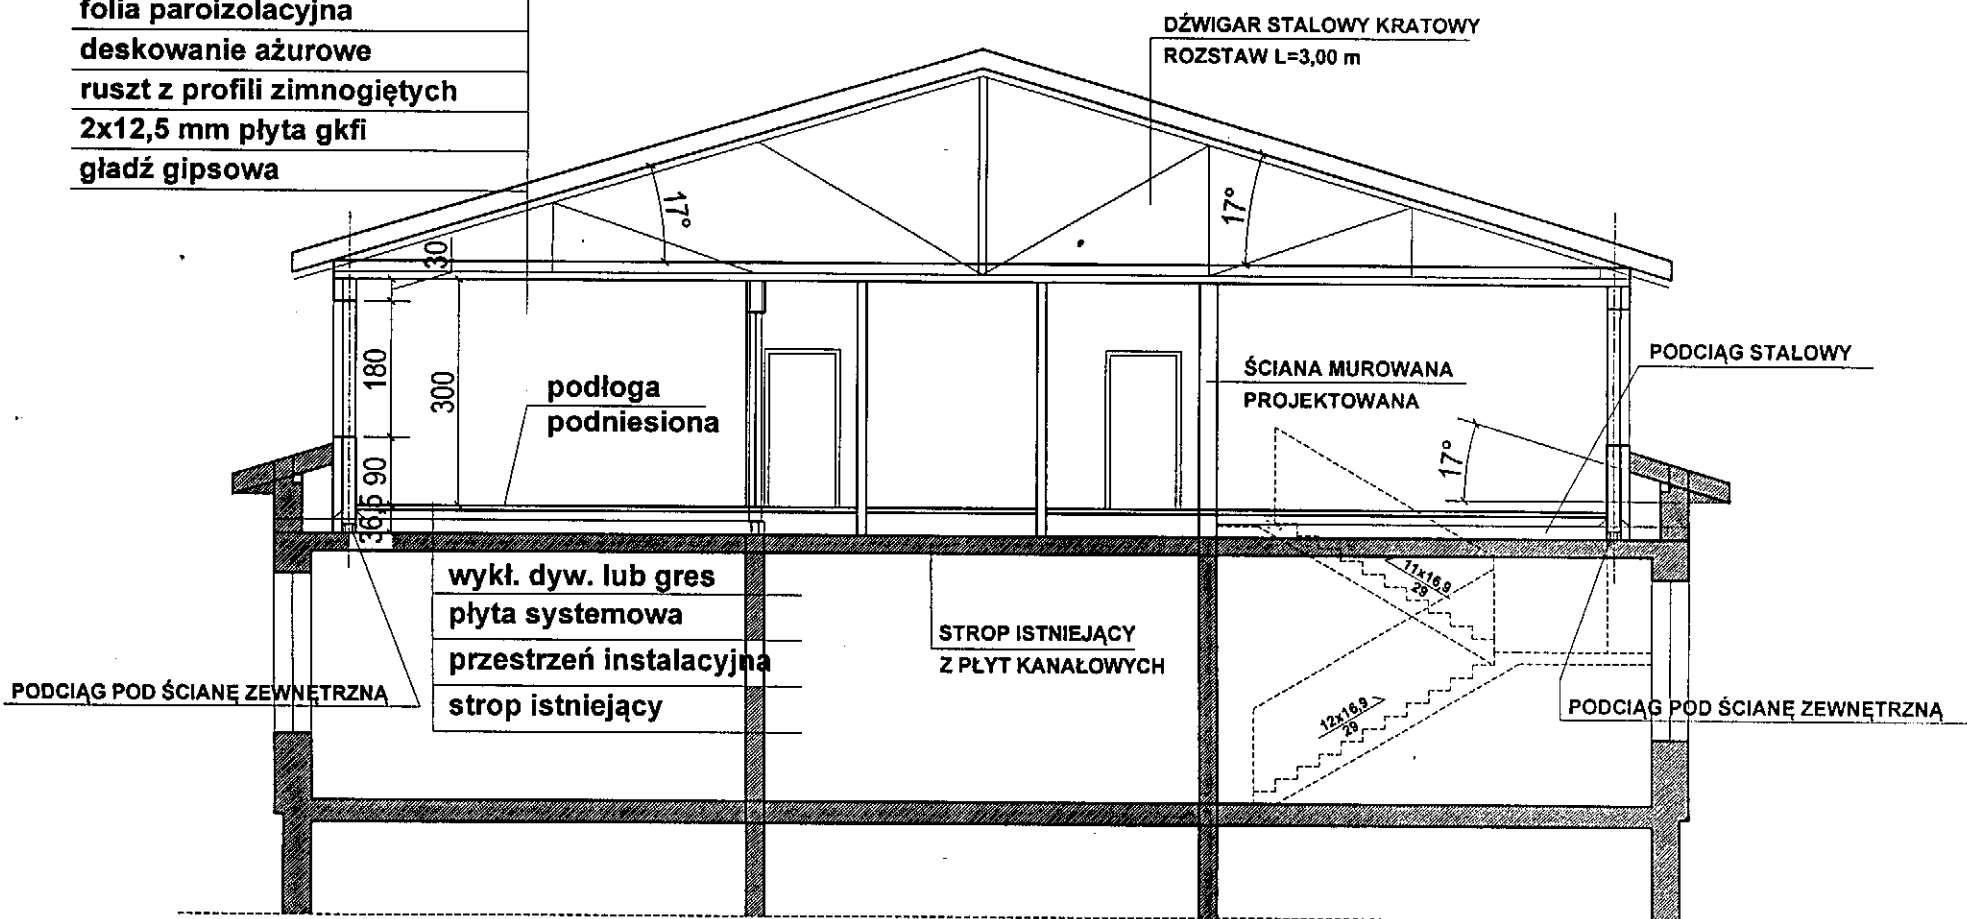 folia paroizolacyjna
deskowanie ażurowe
ruszt z profili zimnogiętych
2x12,5 mm płyta gkfi
gładź gipsowa
DŹWIGAR STALOWY KRATOWY
ROZSTAW L=3,00 m
17°
17°
30
180
300
90
36,5
podłoga
podniesiona
ŚCIANA MUROWANA
PROJEKTOWANA
PODCIĄG STALOWY
17°
wykł. dyw. lub gres
płyta systemowa
przestrzeń instalacyjna
strop istniejący
STROP ISTNIEJĄCY
Z PŁYT KANAŁOWYCH
11x16,9
29
12x16,9
29
PODCIĄG POD ŚCIANĘ ZEWNĘTRZNĄ
PODCIĄG POD ŚCIANĘ ZEWNĘTRZNĄ